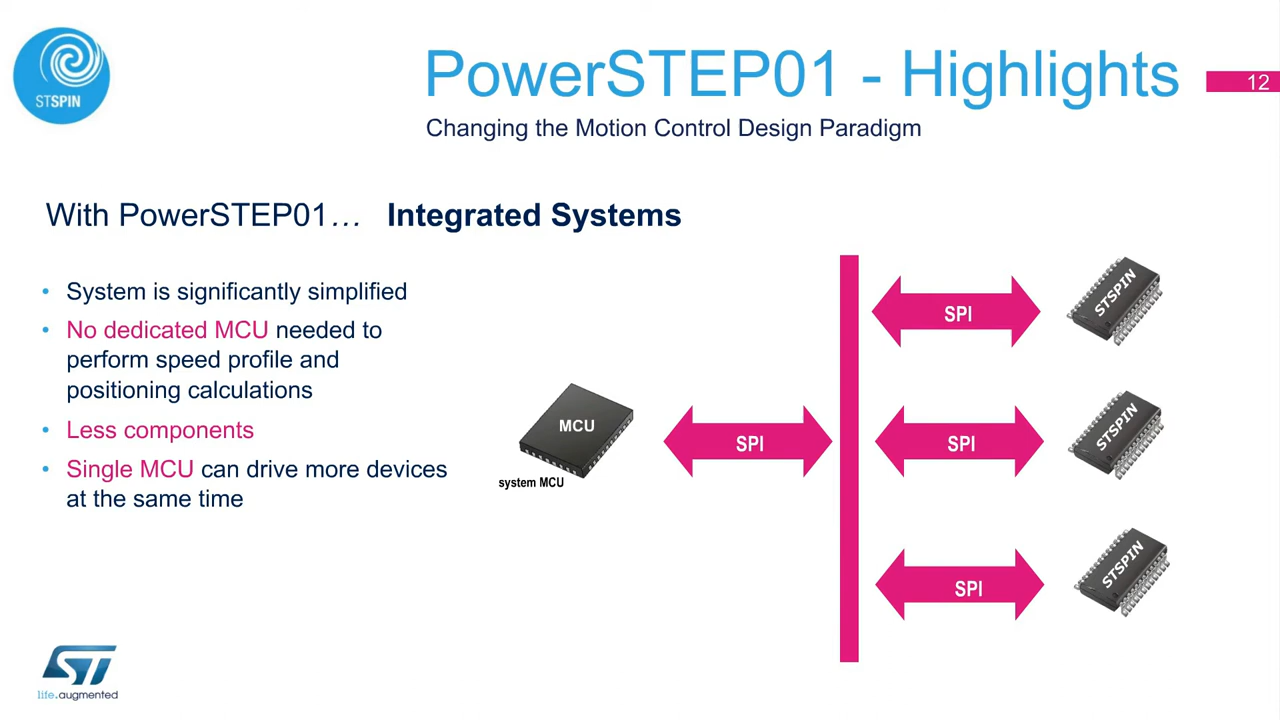 PowerSTEP01 - Highlights
12
Changing the Motion Control Design Paradigm
STSPIN
With PowerSTEP01… Integrated Systems
• System is significantly simplified
• No dedicated MCU needed to
perform speed profile and
positioning calculations
• Less components
• Single MCU can drive more devices
at the same time
MCU
system MCU
SPI
SPI
STSPIN
SPI
STSPIN
SPI
STSPIN
ST
life.augmented